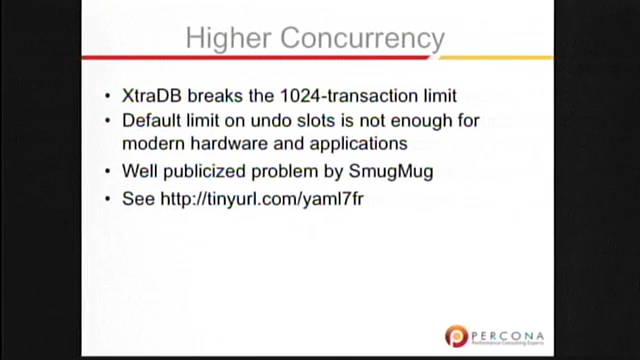 Higher Concurrency
• XtraDB breaks the 1024-transaction limit
• Default limit on undo slots is not enough for
modern hardware and applications
• Well publicized problem by SmugMug
• See http://tinyurl.com/yaml7fr
PERCONA
Performance Consulting Experts